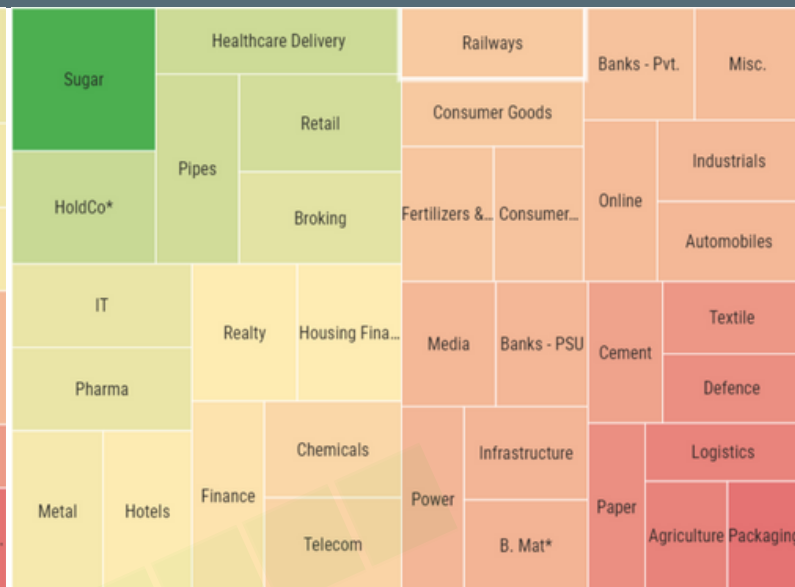 Sugar
Healthcare Delivery
HoldCo*
Pipes
Retail
Broking
IT
Pharma
Realty
Housing Fina...
Metal
Hotels
Finance
Chemicals
Telecom
Railways
Consumer Goods
Fertilizers &...
Consumer...
Media
Banks - PSU
Power
Infrastructure
B. Mat*
Banks - Pvt.
Misc.
Online
Industrials
Automobiles
Cement
Textile
Defence
Paper
Logistics
Agriculture
Packaging